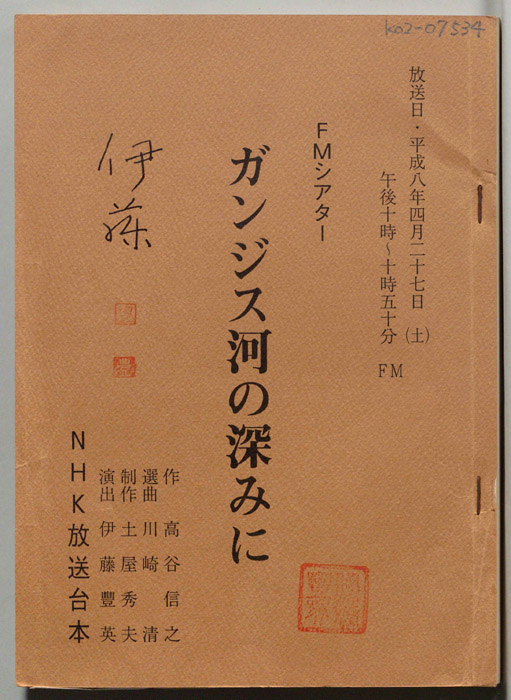 k02-07534
放送日・平成八年四月二十七日(土)
午後十時～十時五十分 FM
FMシアター
ガンジス河の深みに
作 高谷信之
選曲 川崎清
制作 土屋秀夫
演出 伊藤豐英
伊藤
NHK放送台本